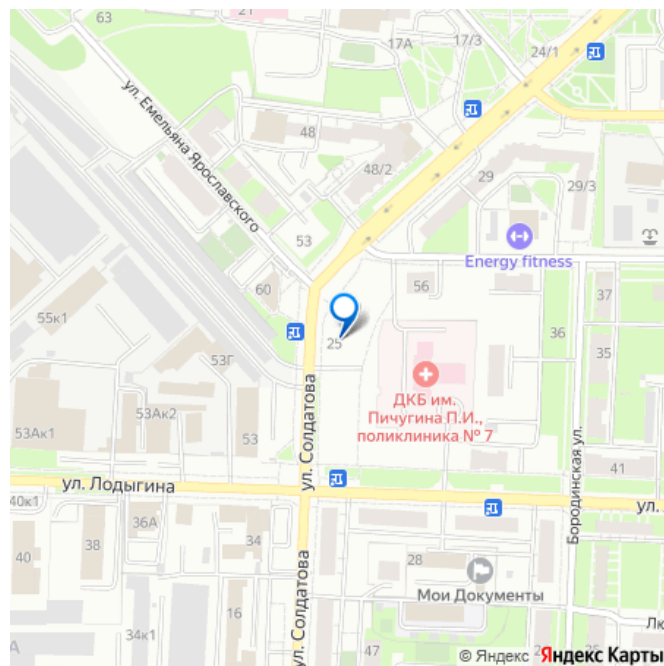 21
17А
17/3
24/1
ул. Емельяна Ярославского
48
48/2
29
29/3
53
Energy fitness
60
56
37
55к1
25
36
35
53Г
ДКБ им.
Пичугина П.И.,
поликлиника № 7
53Ак2
53Ак1
53
ул. Солдатова
41
Бородинская ул.
ул. Лодыгина
ул.
40к1
36А
38
34
40
28
Мои Документы
16
ул. Солдатова
34к1
47
Лю
© Яндекс Яндекс Карты